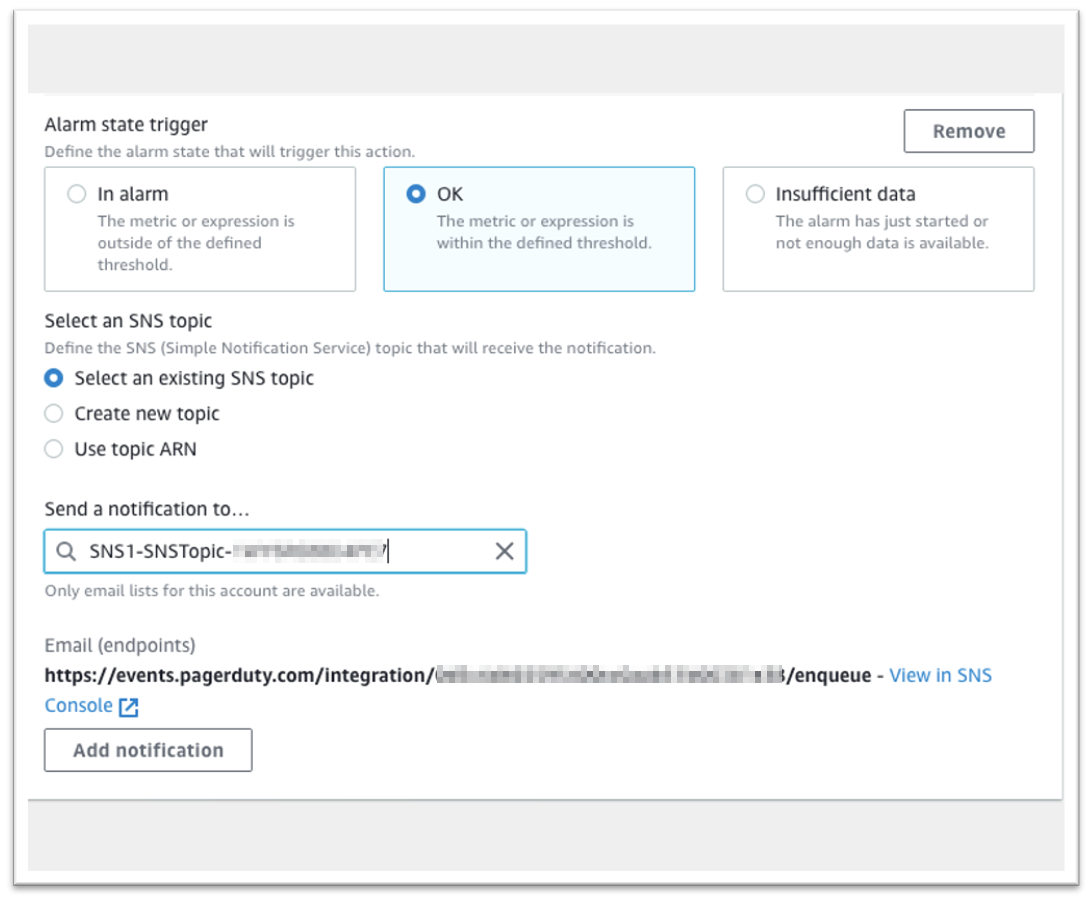 Alarm state trigger
Remove
Define the alarm state that will trigger this action.
In alarm
The metric or expression is
outside of the defined
threshold.
OK
The metric or expression is
within the defined threshold.
Insufficient data
The alarm has just started or
not enough data is available.
Select an SNS topic
Define the SNS (Simple Notification Service) topic that will receive the notification.
Select an existing SNS topic
Create new topic
Use topic ARN
Send a notification to...
SNS1-SNSTopic-
Only email lists for this account are available.
Email (endpoints)
https://events.pagerduty.com/integration/ /enqueue - View in SNS
Console
Add notification